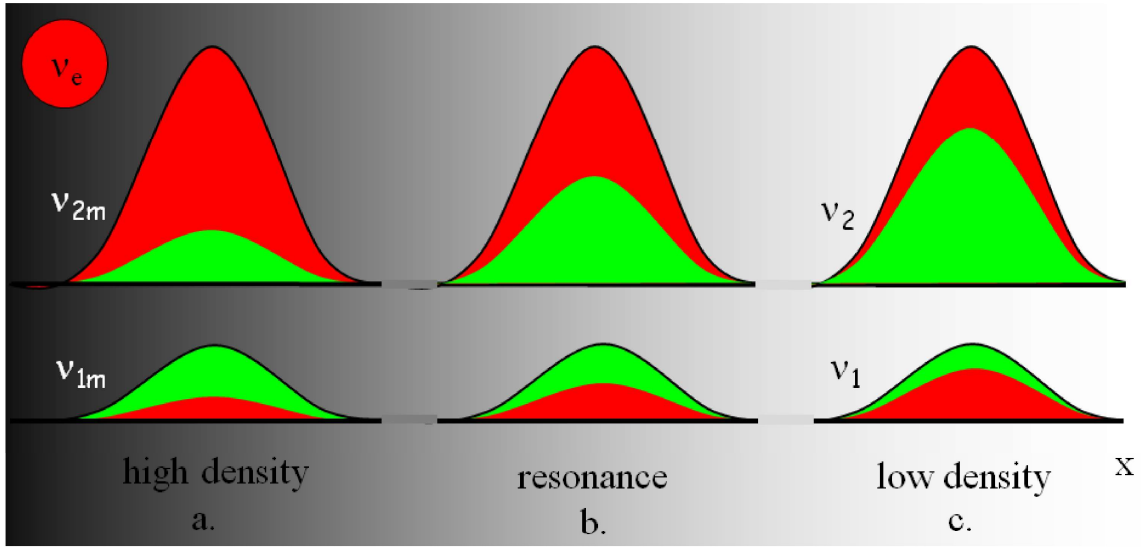 νe
ν2m
ν2
ν1m
ν1
high density
resonance
low density
x
a.
b.
c.